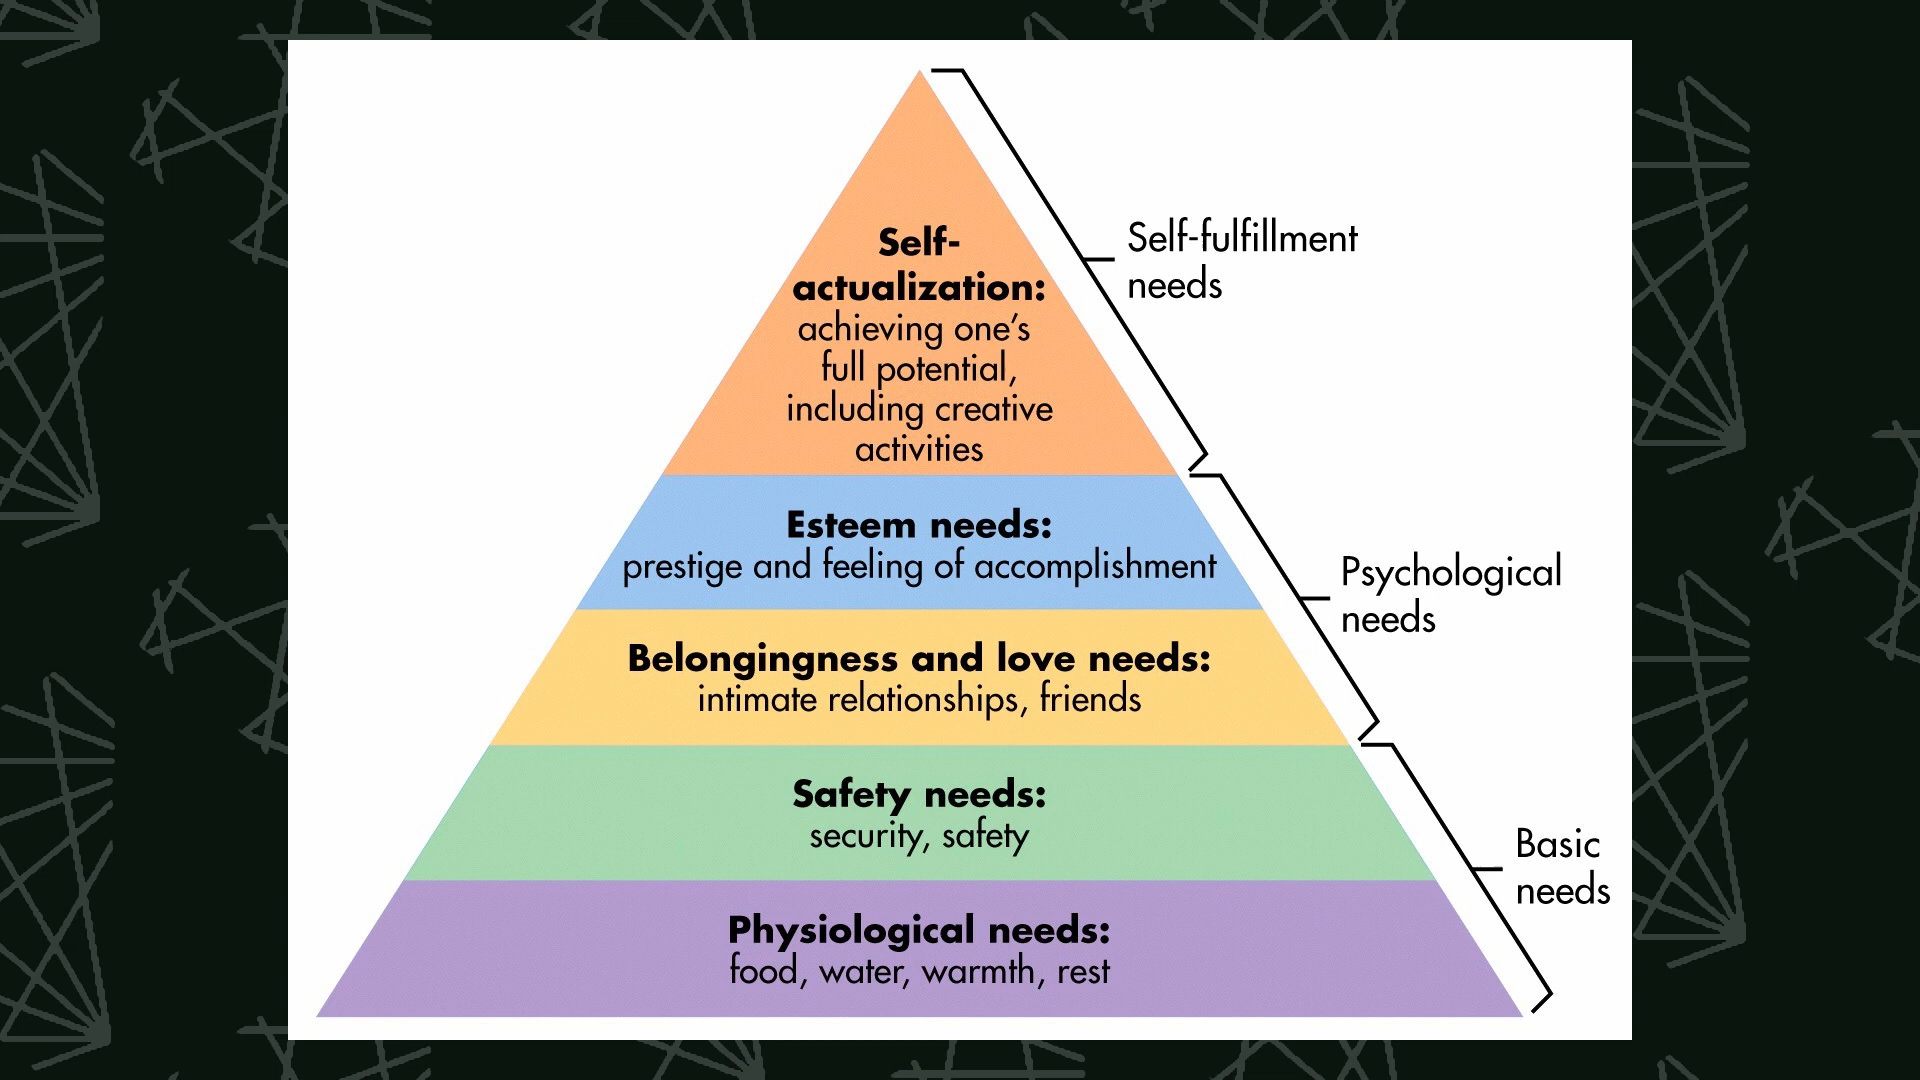 Self-
actualization:
achieving one’s
full potential,
including creative
activities
Self-fulfillment
needs
Esteem needs:
prestige and feeling of accomplishment
Psychological
needs
Belongingness and love needs:
intimate relationships, friends
Safety needs:
security, safety
Basic
needs
Physiological needs:
food, water, warmth, rest